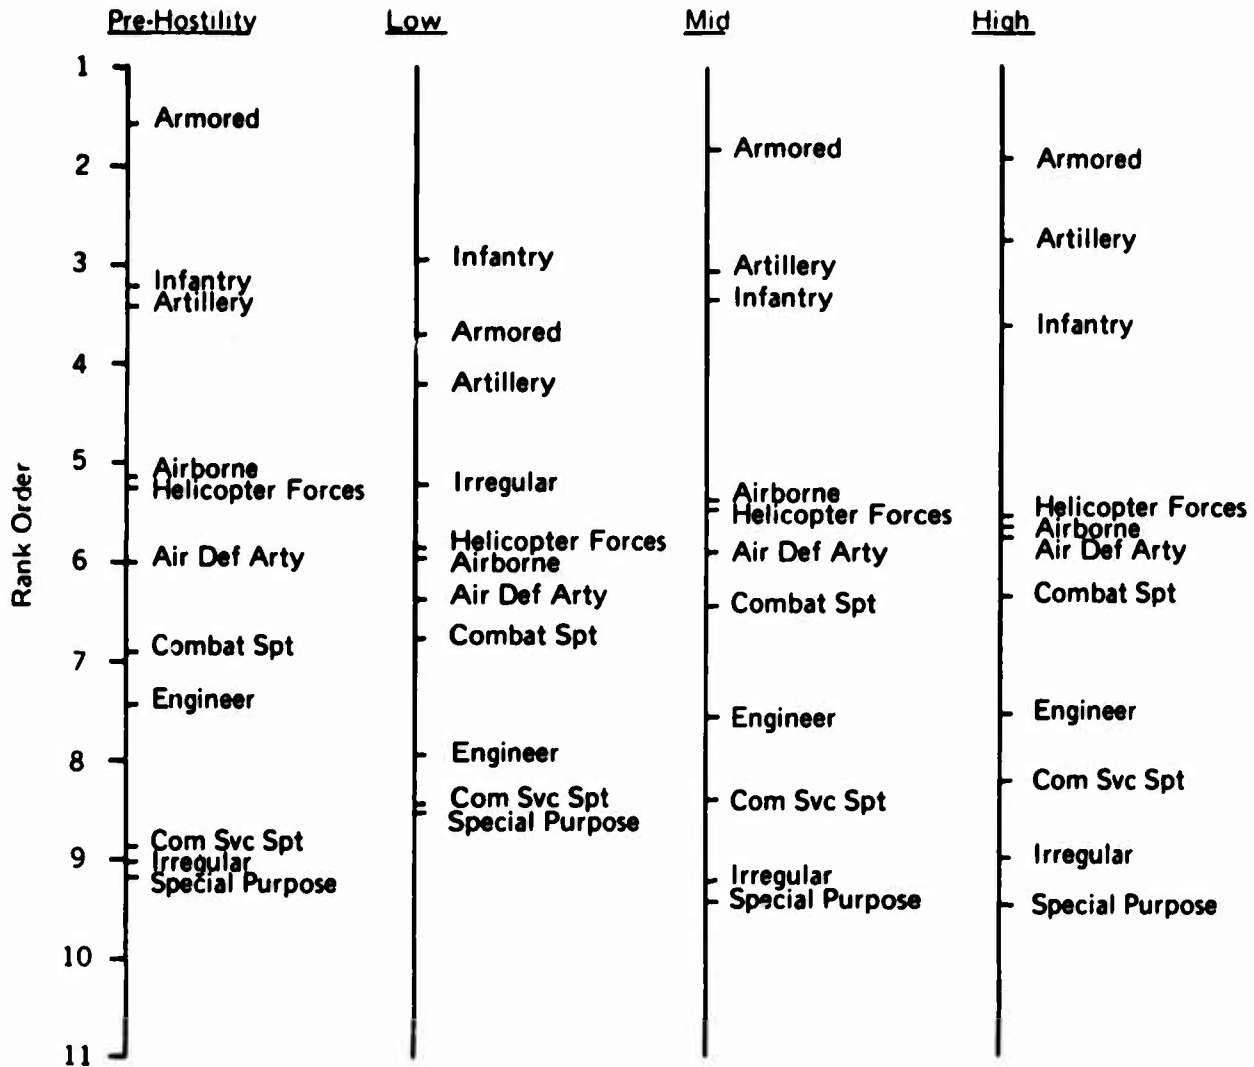 Pre-Hostility
Low
Mid
High
Rank Order
1
2
3
4
5
6
7
8
9
10
11
Armored
Infantry
Artillery
Airborne
Helicopter Forces
Air Def Arty
Combat Spt
Engineer
Com Svc Spt
Irregular
Special Purpose
Infantry
Armored
Artillery
Irregular
Helicopter Forces
Airborne
Air Def Arty
Combat Spt
Engineer
Com Svc Spt
Special Purpose
Armored
Artillery
Infantry
Airborne
Helicopter Forces
Air Def Arty
Combat Spt
Engineer
Com Svc Spt
Irregular
Special Purpose
Armored
Artillery
Infantry
Helicopter Forces
Airborne
Air Def Arty
Combat Spt
Engineer
Com Svc Spt
Irregular
Special Purpose